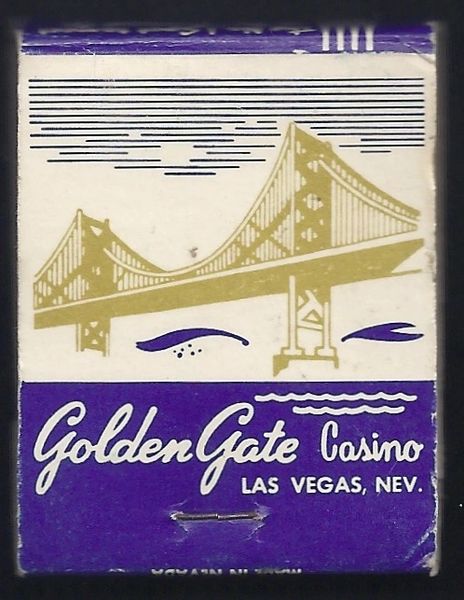 Golden Gate Casino
LAS VEGAS, NEV.